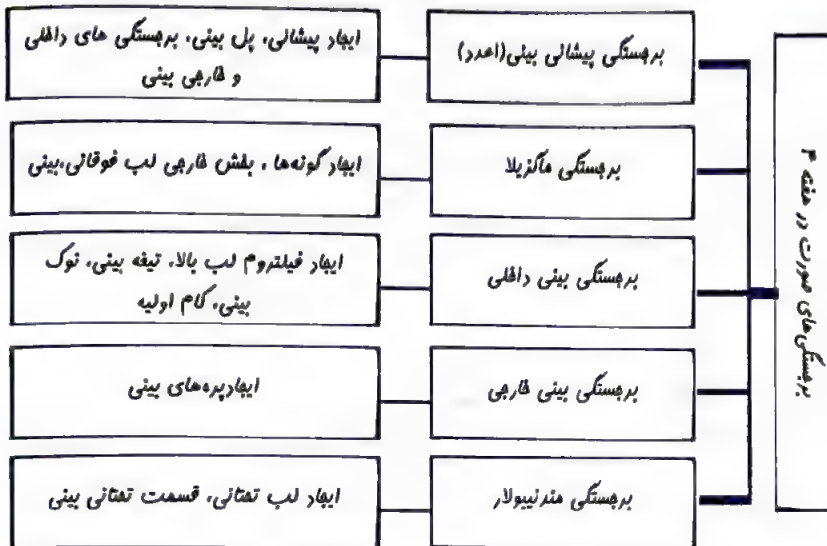 برجستگی‌های صورت در هفته ۴
برجستگی پیشانی بینی(اعدد)
ایجاد پیشانی، پل بینی، برجستگی های داخلی
و خارجی بینی
برجستگی ماگزیلا
ایجاد گونه‌ها ، بخش خارجی لب فوقانی،بینی
برجستگی بینی داخلی
ایجاد فیلتروم لب بالا، تیغه بینی، نوک
بینی، کام اولیه
برجستگی بینی خارجی
ایجادپره‌های بینی
برجستگی مندنیبولار
ایجاد لب تحتانی، قسمت تحتانی بینی